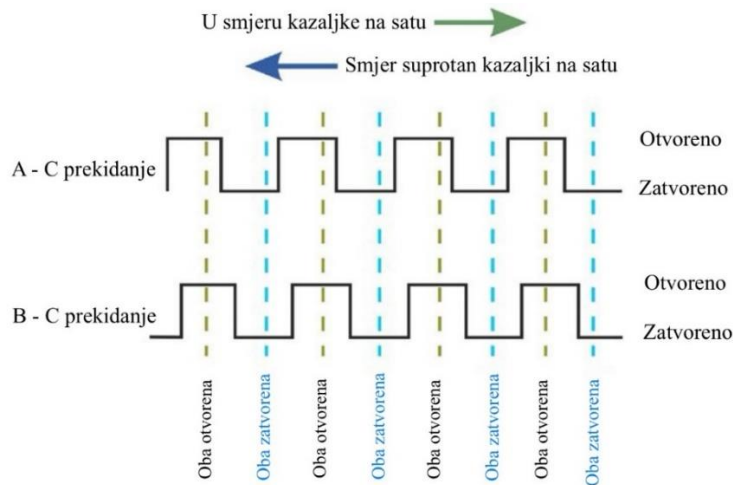 U smjeru kazaljke na satu
Smjer suprotan kazaljki na satu
A - C prekidanje
Otvoreno
Zatvoreno
B - C prekidanje
Otvoreno
Zatvoreno
Oba otvorena
Oba zatvorena
Oba otvorena
Oba zatvorena
Oba otvorena
Oba zatvorena
Oba otvorena
Oba zatvorena